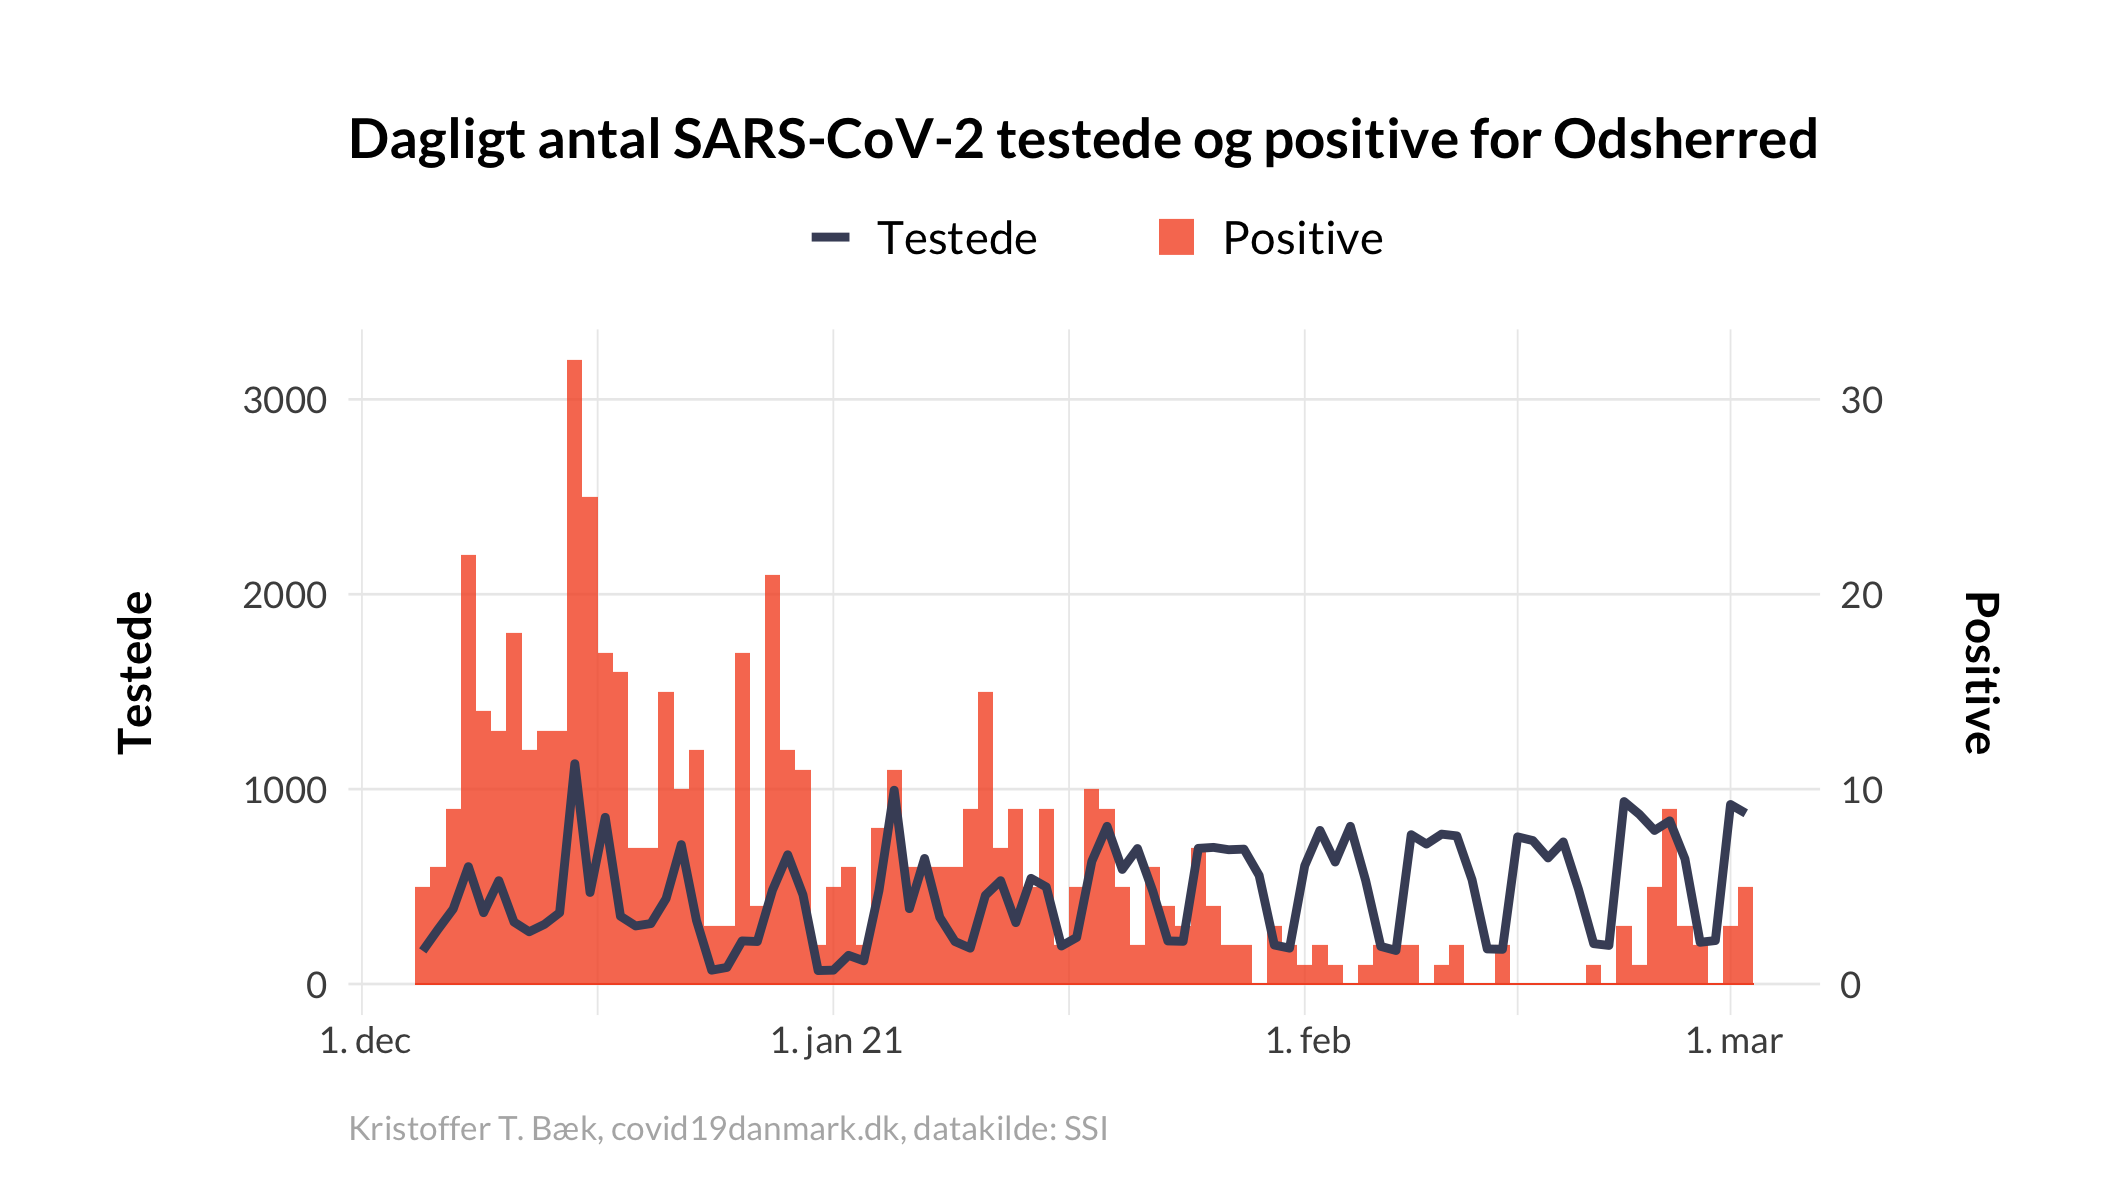 Dagligt antal SARS-CoV-2 testede og positive for Odsherred
Testede
Positive
3000
2000
1000
0
Testede
30
20
10
0
Positive
1. dec
1. jan 21
1. feb
1. mar
Kristoffer T. Bæk, covid19danmark.dk, datakilde: SSI